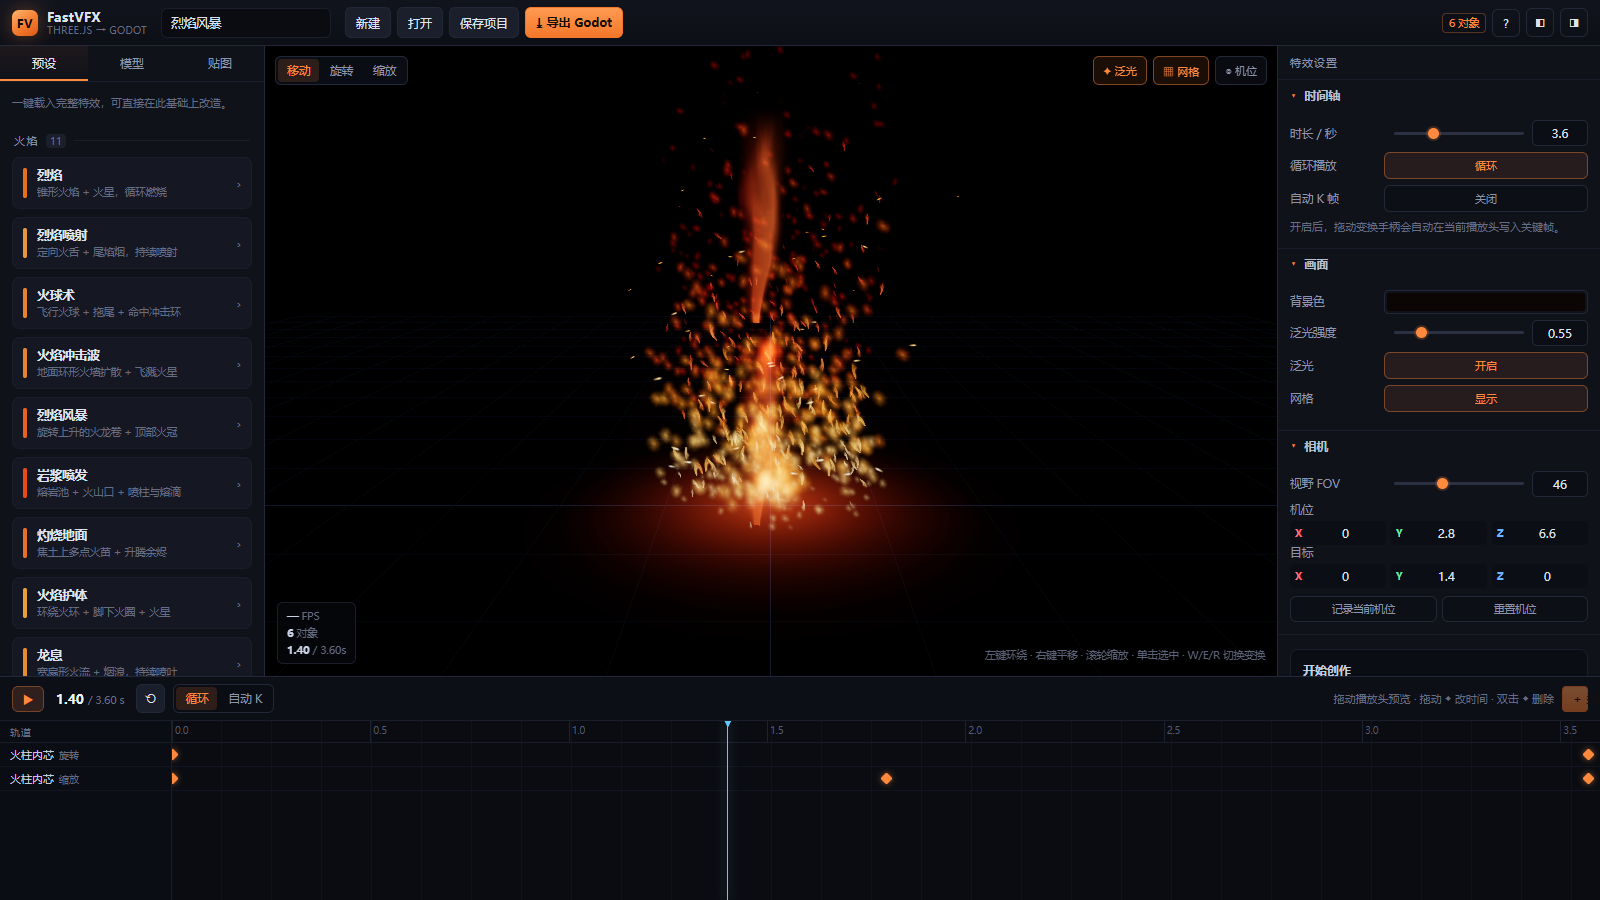 FV
FastVFX
THREE.JS → GODOT
烈焰风暴
新建
打开
保存项目
⤓ 导出 Godot
6 对象
?
预设
模型
贴图
一键载入完整特效，可直接在此基础上改造。
火焰 11
烈焰
锥形火焰 + 火星，循环燃烧
烈焰喷射
定向火舌 + 尾焰烟，持续喷射
火球术
飞行火球 + 拖尾 + 命中冲击环
火焰冲击波
地面环形火墙扩散 + 飞溅火星
烈焰风暴
旋转上升的火龙卷 + 顶部火冠
岩浆喷发
熔岩池 + 火山口 + 喷柱与熔滴
灼烧地面
焦土上多点火苗 + 升腾余烬
火焰护体
环绕火环 + 脚下火圈 + 火星
龙息
宽扇形火流 + 烟浪，持续喷吐
移动
旋转
缩放
✦ 泛光
▦ 网格
机位
— FPS
6 对象
1.40 / 3.60s
左键环绕 · 右键平移 · 滚轮缩放 · 单击选中 · W/E/R 切换变换
特效设置
时间轴
时长 / 秒
3.6
循环播放
循环
自动 K 帧
关闭
开启后，拖动变换手柄会自动在当前播放头写入关键帧。
画面
背景色
泛光强度
0.55
泛光
开启
网格
显示
相机
视野 FOV
46
机位
X 0 Y 2.8 Z 6.6
目标
X 0 Y 1.4 Z 0
记录当前机位
重置机位
开始创作
1.40 / 3.60 s
循环
自动 K
拖动播放头预览 · 拖动 ◆ 改时间 · 双击 ◆ 删除
+
轨道
0.0
0.5
1.0
1.5
2.0
2.5
3.0
3.5
火柱内芯 旋转
火柱内芯 缩放